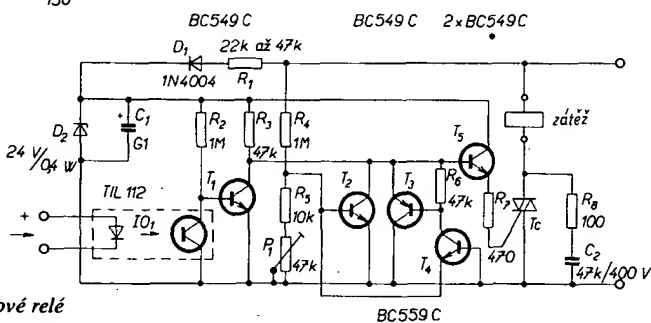 BC549C BC549C 2xBC549C
D1 22k až 47k
1N4004 R1
C1 G1
D2
24 V/0,4 W
R2 1M
R3 47k
R4 1M
T5
zátěž
TIL 112
T1
R5 10k
T2
T3
R6 47k
R7
Tc
R8 100
+
IO1
P1
47k
T4
470
C2
47k/400 V
ové relé
BC559C